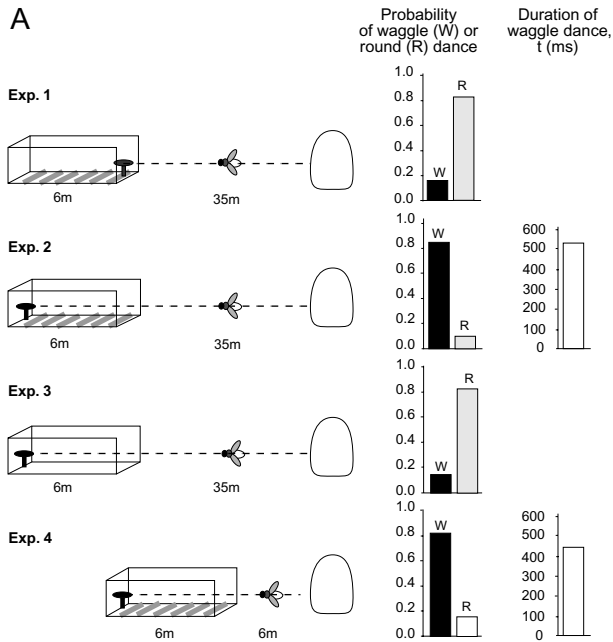 A
Probability
of waggle (W) or
round (R) dance
Duration of
waggle dance,
t (ms)
Exp. 1
6m
35m
1.0
0.8
0.6
0.4
0.2
0.0
W
R
Exp. 2
6m
35m
1.0
0.8
0.6
0.4
0.2
0.0
W
R
600
500
400
300
200
100
0
Exp. 3
6m
35m
1.0
0.8
0.6
0.4
0.2
0.0
W
R
Exp. 4
6m
6m
1.0
0.8
0.6
0.4
0.2
0.0
W
R
600
500
400
300
200
100
0